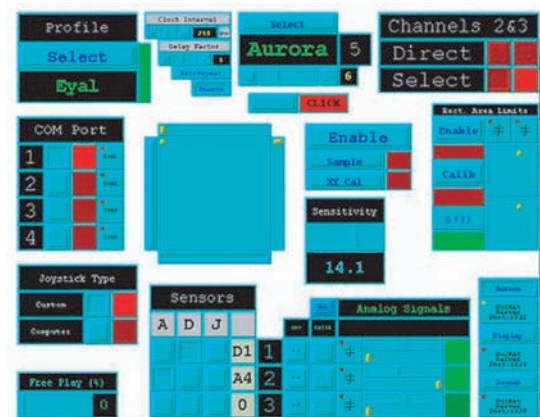 Profile
Select
Eyal
Clock Interval
Delay Factor
Select
Aurora 5
6
CLICK
Channels 2&3
Direct
Select
COM Port
1
2
3
4
Enable
Sample
XY Cal
Rect. Area Limits
Enable
Calib
Sensitivity
14.1
Joystick Type
Custom
Computer
Sensors
A D J
D1 1
A4 2
0 3
Analog Signals
Free Play (%)
0
Display